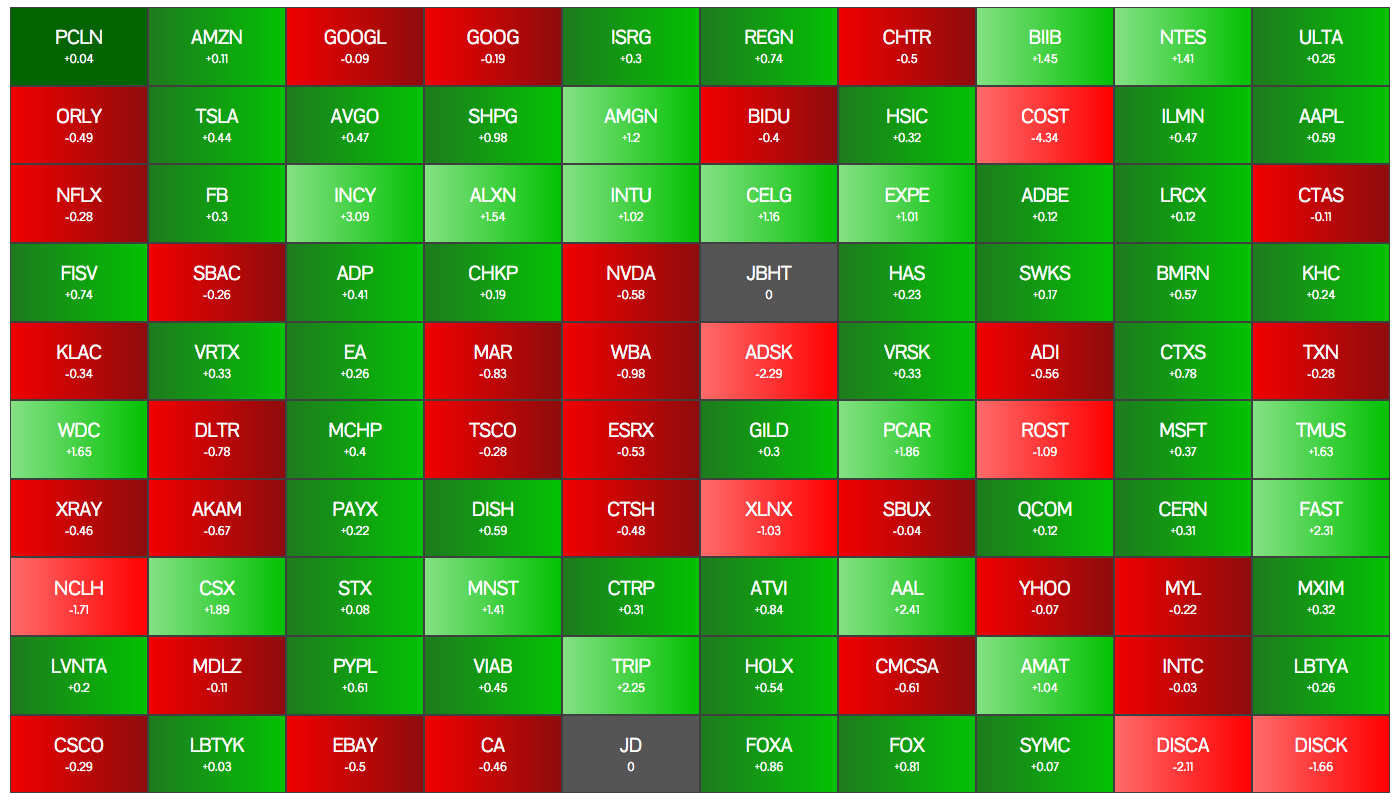 PCLN AMZN GOOGL GOOG ISRG REGN CHTR BIIB NTES ULTA
+0.04 +0.11 -0.09 -0.19 +0.3 +0.74 -0.5 +1.45 +1.41 +0.25
ORLY TSLA AVGO SHPG AMGN BIDU HSIC COST ILMN AAPL
-0.49 +0.44 +0.47 +0.98 +1.2 -0.4 +0.32 -4.34 +0.47 +0.59
NFLX FB INCY ALXN INTU CELG EXPE ADBE LRCX CTAS
-0.28 +0.3 +3.09 +1.54 +1.02 +1.16 +1.01 +0.12 +0.12 -0.11
FISV SBAC ADP CHKP NVDA JBHT HAS SWKS BMRN KHC
+0.74 -0.26 +0.41 +0.19 -0.58 0 +0.23 +0.17 +0.57 +0.24
KLAC VRTX EA MAR WBA ADSK VRSK ADI CTXS TXN
-0.34 +0.33 +0.26 -0.83 -0.98 -2.29 +0.33 -0.56 +0.78 -0.28
WDC DLTR MCHP TSCO ESRX GILD PCAR ROST MSFT TMUS
+1.65 -0.78 +0.4 -0.28 -0.53 +0.3 +1.86 -1.09 +0.37 +1.63
XRAY AKAM PAYX DISH CTSH XLNX SBUX QCOM CERN FAST
-0.46 -0.67 +0.22 +0.59 -0.48 -1.03 -0.04 +0.12 +0.31 +2.31
NCLH CSX STX MNST CTRP ATVI AAL YHOO MYL MXIM
-1.71 +1.89 +0.08 +1.41 +0.31 +0.84 +2.41 -0.07 -0.22 +0.32
LVNTA MDLZ PYPL VIAB TRIP HOLX CMCSA AMAT INTC LBTYA
+0.2 -0.11 +0.61 +0.45 +2.25 +0.54 -0.61 +1.04 -0.03 +0.26
CSCO LBTYK EBAY CA JD FOXA FOX SYMC DISCA DISCK
-0.29 +0.03 -0.5 -0.46 0 +0.86 +0.81 +0.07 -2.11 -1.66